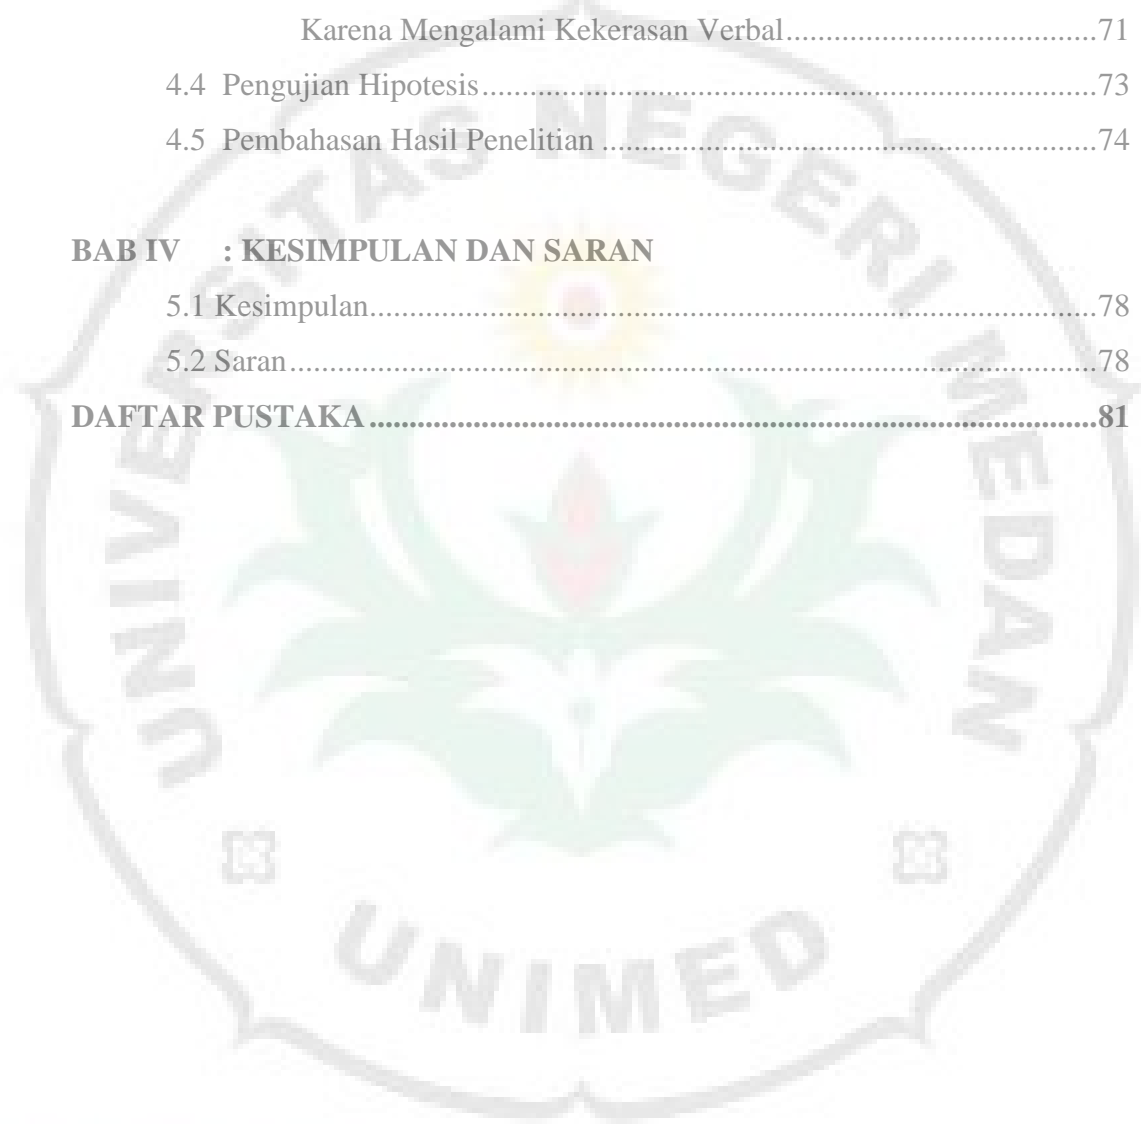 Karena Mengalami Kekerasan Verbal.....................................71
4.4 Pengujian Hipotesis...........................................................................73
4.5 Pembahasan Hasil Penelitian ............................................................74
BAB IV : KESIMPULAN DAN SARAN
5.1 Kesimpulan.........................................................................................78
5.2 Saran...................................................................................................78
DAFTAR PUSTAKA.........................................................................................81
UNIVERSITAS NEGERI MEDAN
UNIMED